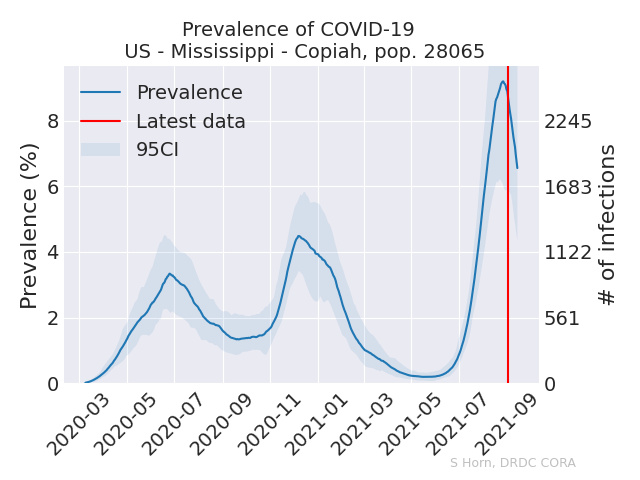 Prevalence of COVID-19
US - Mississippi - Copiah, pop. 28065
Prevalence
Latest data
95CI
Prevalence (%)
8
6
4
2
0
2245
1683
1122
561
0
# of infections
2020-03
2020-05
2020-07
2020-09
2020-11
2021-01
2021-03
2021-05
2021-07
2021-09
S Horn, DRDC CORA